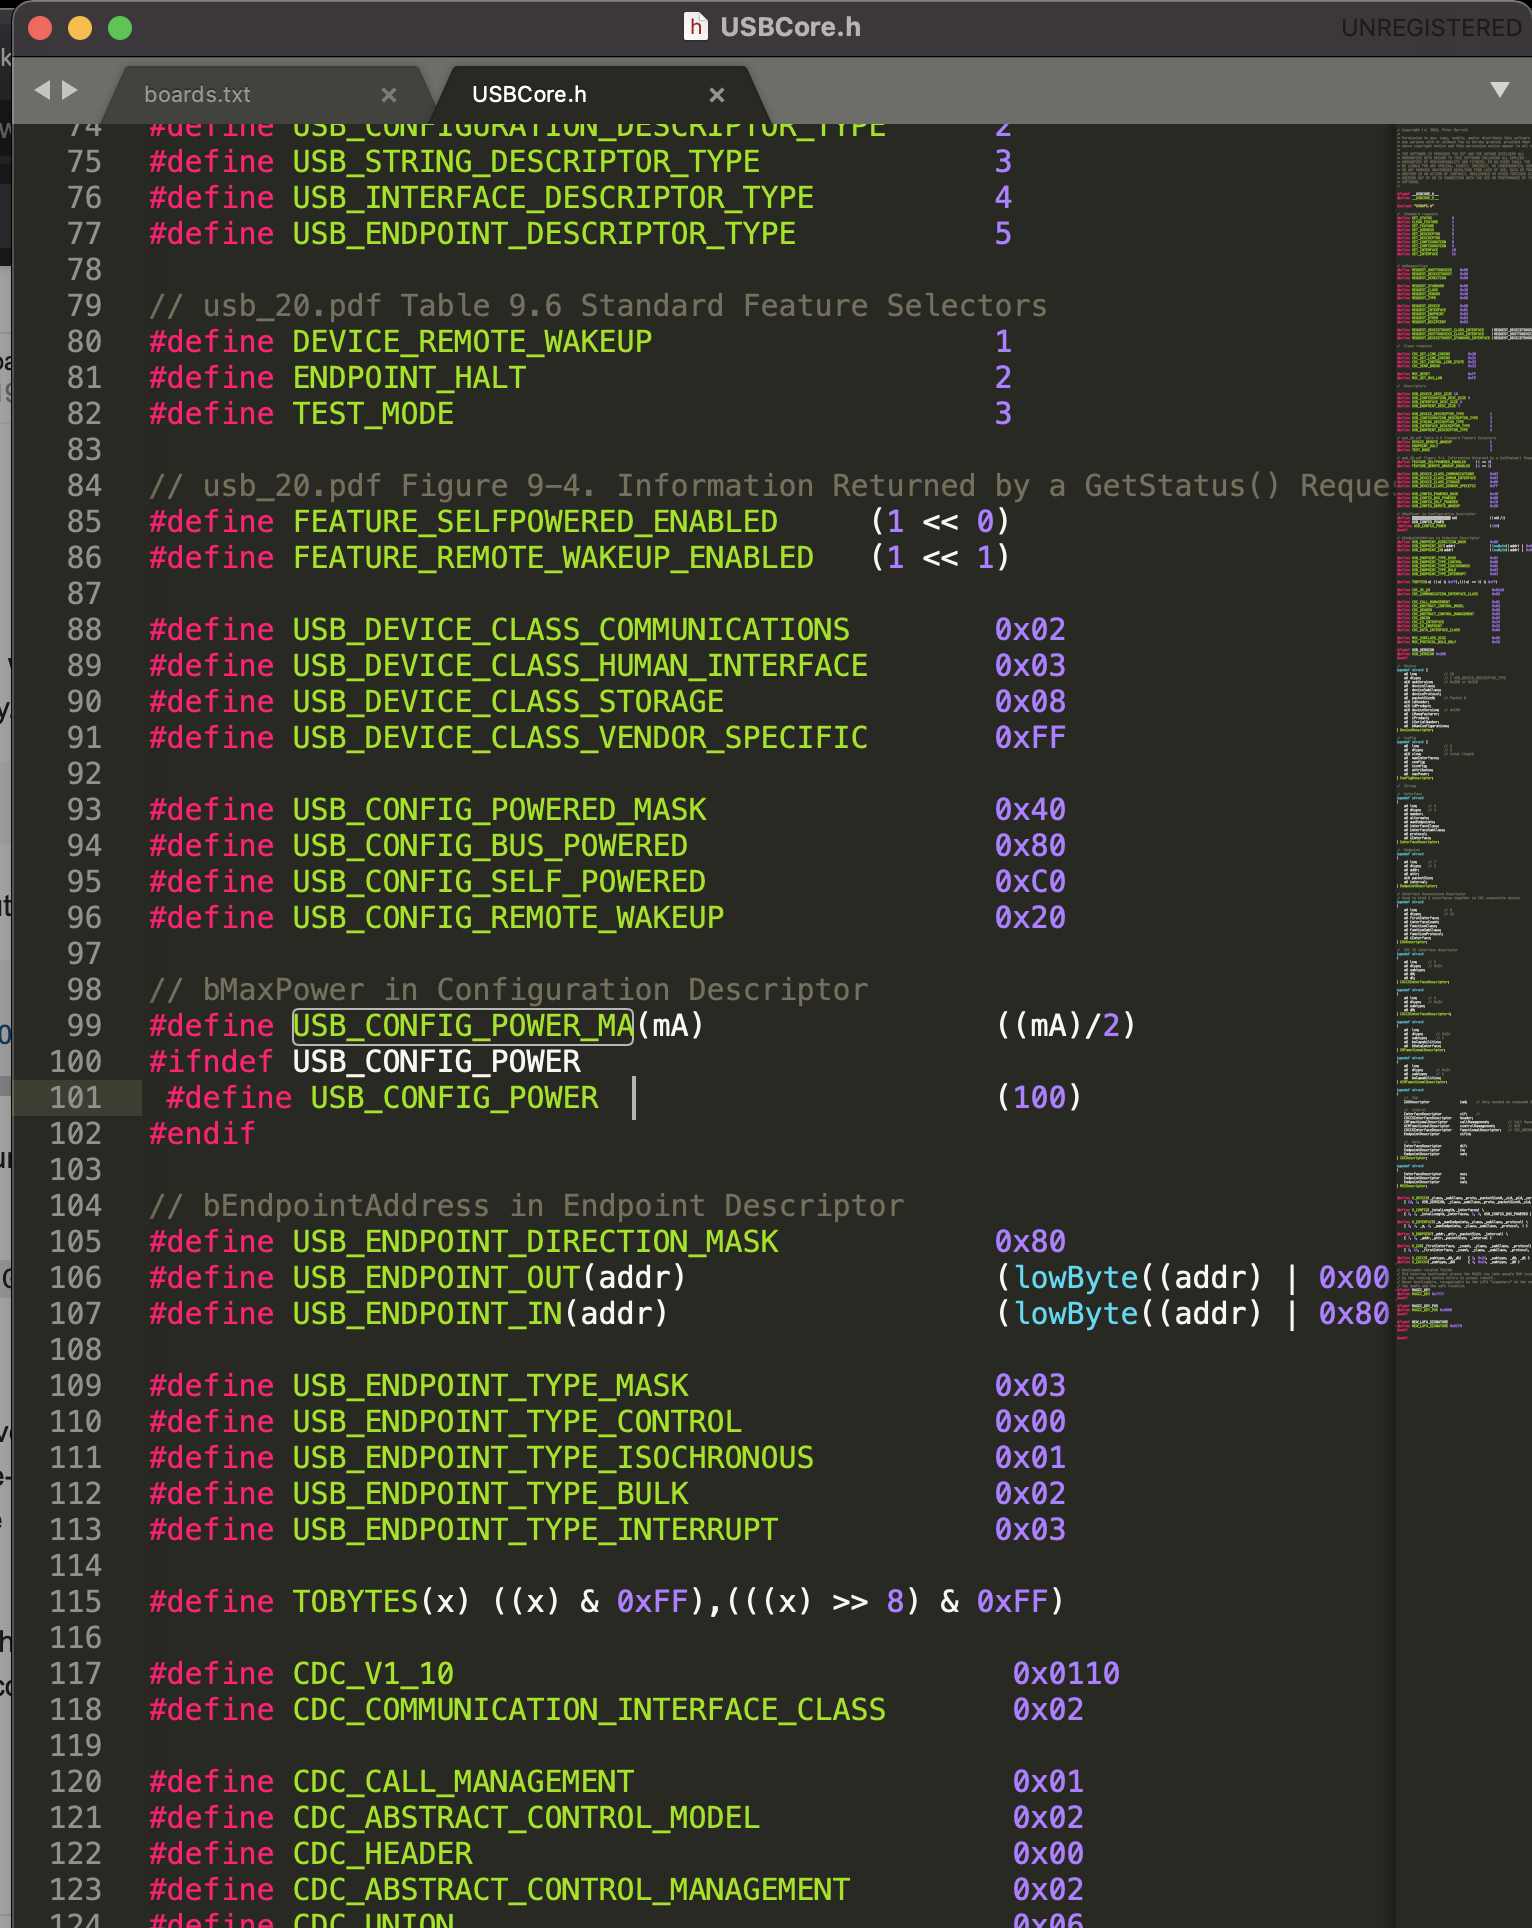 USBCore.h
UNREGISTERED
boards.txt
USBCore.h
74 #define USB_CONFIGURATION_DESCRIPTOR_TYPE 2
75 #define USB_STRING_DESCRIPTOR_TYPE 3
76 #define USB_INTERFACE_DESCRIPTOR_TYPE 4
77 #define USB_ENDPOINT_DESCRIPTOR_TYPE 5
78
79 // usb_20.pdf Table 9.6 Standard Feature Selectors
80 #define DEVICE_REMOTE_WAKEUP 1
81 #define ENDPOINT_HALT 2
82 #define TEST_MODE 3
83
84 // usb_20.pdf Figure 9-4. Information Returned by a GetStatus() Reque
85 #define FEATURE_SELFPOWERED_ENABLED (1 << 0)
86 #define FEATURE_REMOTE_WAKEUP_ENABLED (1 << 1)
87
88 #define USB_DEVICE_CLASS_COMMUNICATIONS 0x02
89 #define USB_DEVICE_CLASS_HUMAN_INTERFACE 0x03
90 #define USB_DEVICE_CLASS_STORAGE 0x08
91 #define USB_DEVICE_CLASS_VENDOR_SPECIFIC 0xFF
92
93 #define USB_CONFIG_POWERED_MASK 0x40
94 #define USB_CONFIG_BUS_POWERED 0x80
95 #define USB_CONFIG_SELF_POWERED 0xC0
96 #define USB_CONFIG_REMOTE_WAKEUP 0x20
97
98 // bMaxPower in Configuration Descriptor
99 #define USB_CONFIG_POWER_MA(mA) ((mA)/2)
100 #ifndef USB_CONFIG_POWER
101 #define USB_CONFIG_POWER (100)
102 #endif
103
104 // bEndpointAddress in Endpoint Descriptor
105 #define USB_ENDPOINT_DIRECTION_MASK 0x80
106 #define USB_ENDPOINT_OUT(addr) (lowByte((addr) | 0x00
107 #define USB_ENDPOINT_IN(addr) (lowByte((addr) | 0x80
108
109 #define USB_ENDPOINT_TYPE_MASK 0x03
110 #define USB_ENDPOINT_TYPE_CONTROL 0x00
111 #define USB_ENDPOINT_TYPE_ISOCHRONOUS 0x01
112 #define USB_ENDPOINT_TYPE_BULK 0x02
113 #define USB_ENDPOINT_TYPE_INTERRUPT 0x03
114
115 #define TOBYTES(x) ((x) & 0xFF),(((x) >> 8) & 0xFF)
116
117 #define CDC_V1_10 0x0110
118 #define CDC_COMMUNICATION_INTERFACE_CLASS 0x02
119
120 #define CDC_CALL_MANAGEMENT 0x01
121 #define CDC_ABSTRACT_CONTROL_MODEL 0x02
122 #define CDC_HEADER 0x00
123 #define CDC_ABSTRACT_CONTROL_MANAGEMENT 0x02
124 #define CDC_UNION 0x06